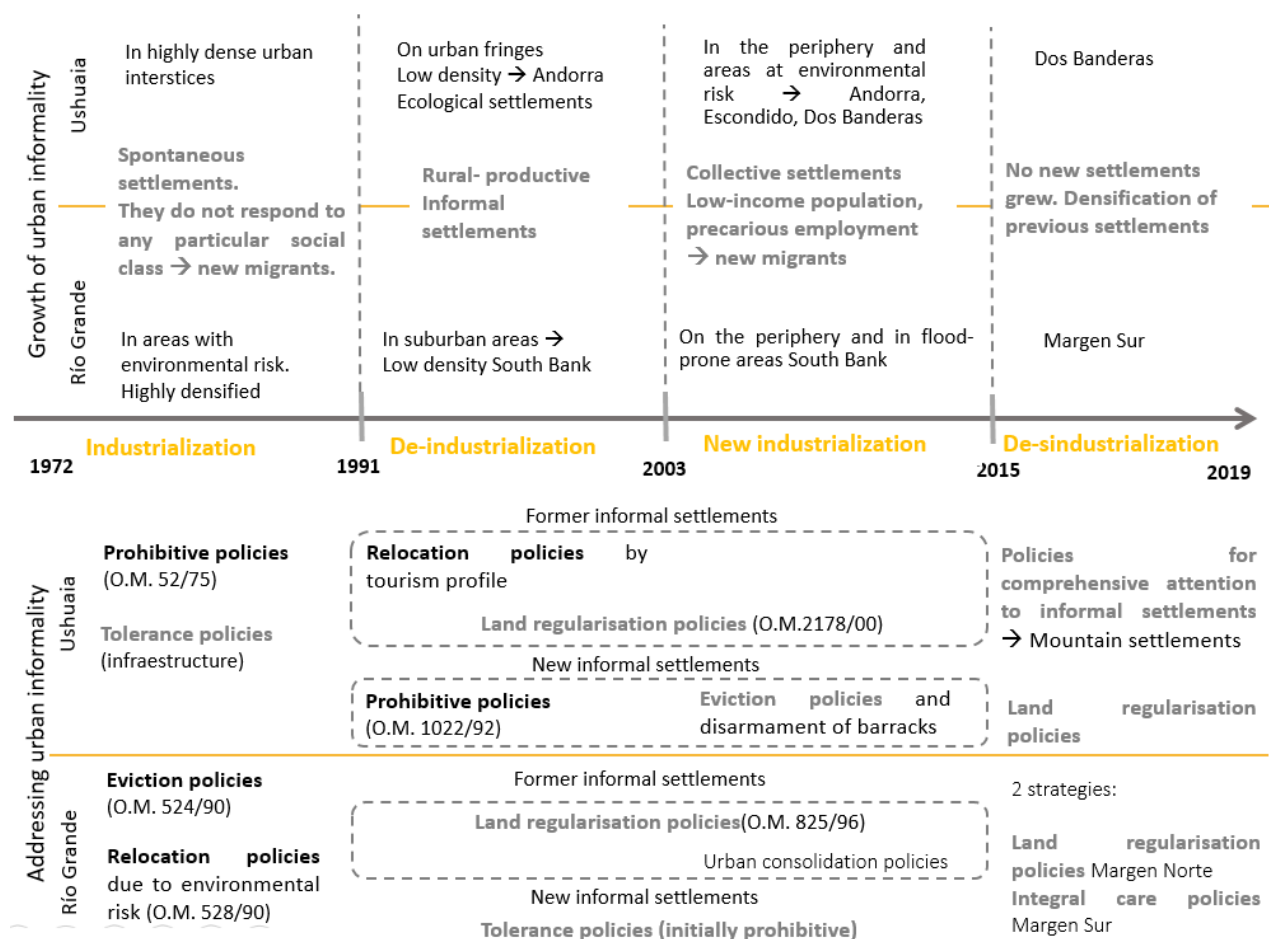 Growth of urban informality
Ushuaia
In highly dense urban
interstices
On urban fringes
Low density → Andorra
Ecological settlements
In the periphery and
areas at environmental
risk → Andorra,
Escondido, Dos Banderas
Dos Banderas
Spontaneous
settlements.
They do not respond to
any particular social
class → new migrants.
Rural- productive
Informal
settlements
Collective settlements
Low-income population,
precarious employment
→ new migrants
No new settlements
grew. Densification of
previous settlements
Río Grande
In areas with
environmental risk.
Highly densified
In suburban areas →
Low density South Bank
On the periphery and in flood-
prone areas South Bank
Margen Sur
Industrialization
De-industrialization
New industrialization
De-sindustrialization
1972
1991
2003
2015
2019
Addressing urban informality
Ushuaia
Prohibitive policies
(O.M. 52/75)
Tolerance policies
(infraestructure)
Former informal settlements
Relocation policies by
tourism profile
Land regularisation policies (O.M.2178/00)
New informal settlements
Prohibitive policies
(O.M. 1022/92)
Eviction policies and
disarmament of barracks
Policies for
comprehensive attention
to informal settlements
→ Mountain settlements
Land regularisation
policies
Río Grande
Eviction policies
(O.M. 524/90)
Relocation policies
due to environmental
risk (O.M. 528/90)
Former informal settlements
Land regularisation policies(O.M. 825/96)
Urban consolidation policies
New informal settlements
Tolerance policies (initially prohibitive)
2 strategies:
Land regularisation
policies Margen Norte
Integral care policies
Margen Sur